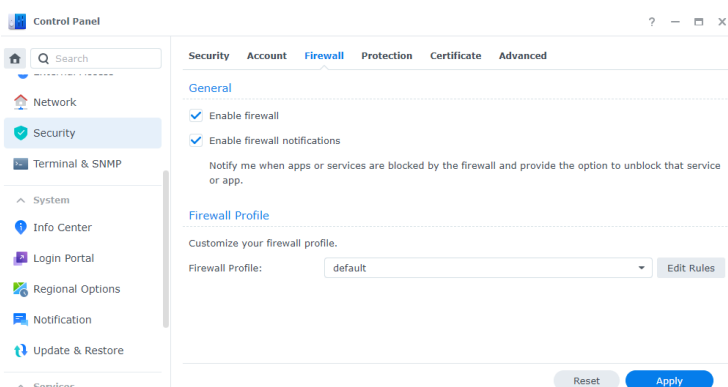 Control Panel
?
Search
Security Account Firewall Protection Certificate Advanced
General
Network
Enable firewall
Security
Enable firewall notifications
Terminal & SNMP
Notify me when apps or services are blocked by the firewall and provide the option to unblock that service
or app.
System
Firewall Profile
Info Center
Customize your firewall profile.
Login Portal
Firewall Profile: default Edit Rules
Regional Options
Notification
Update & Restore
Reset Apply